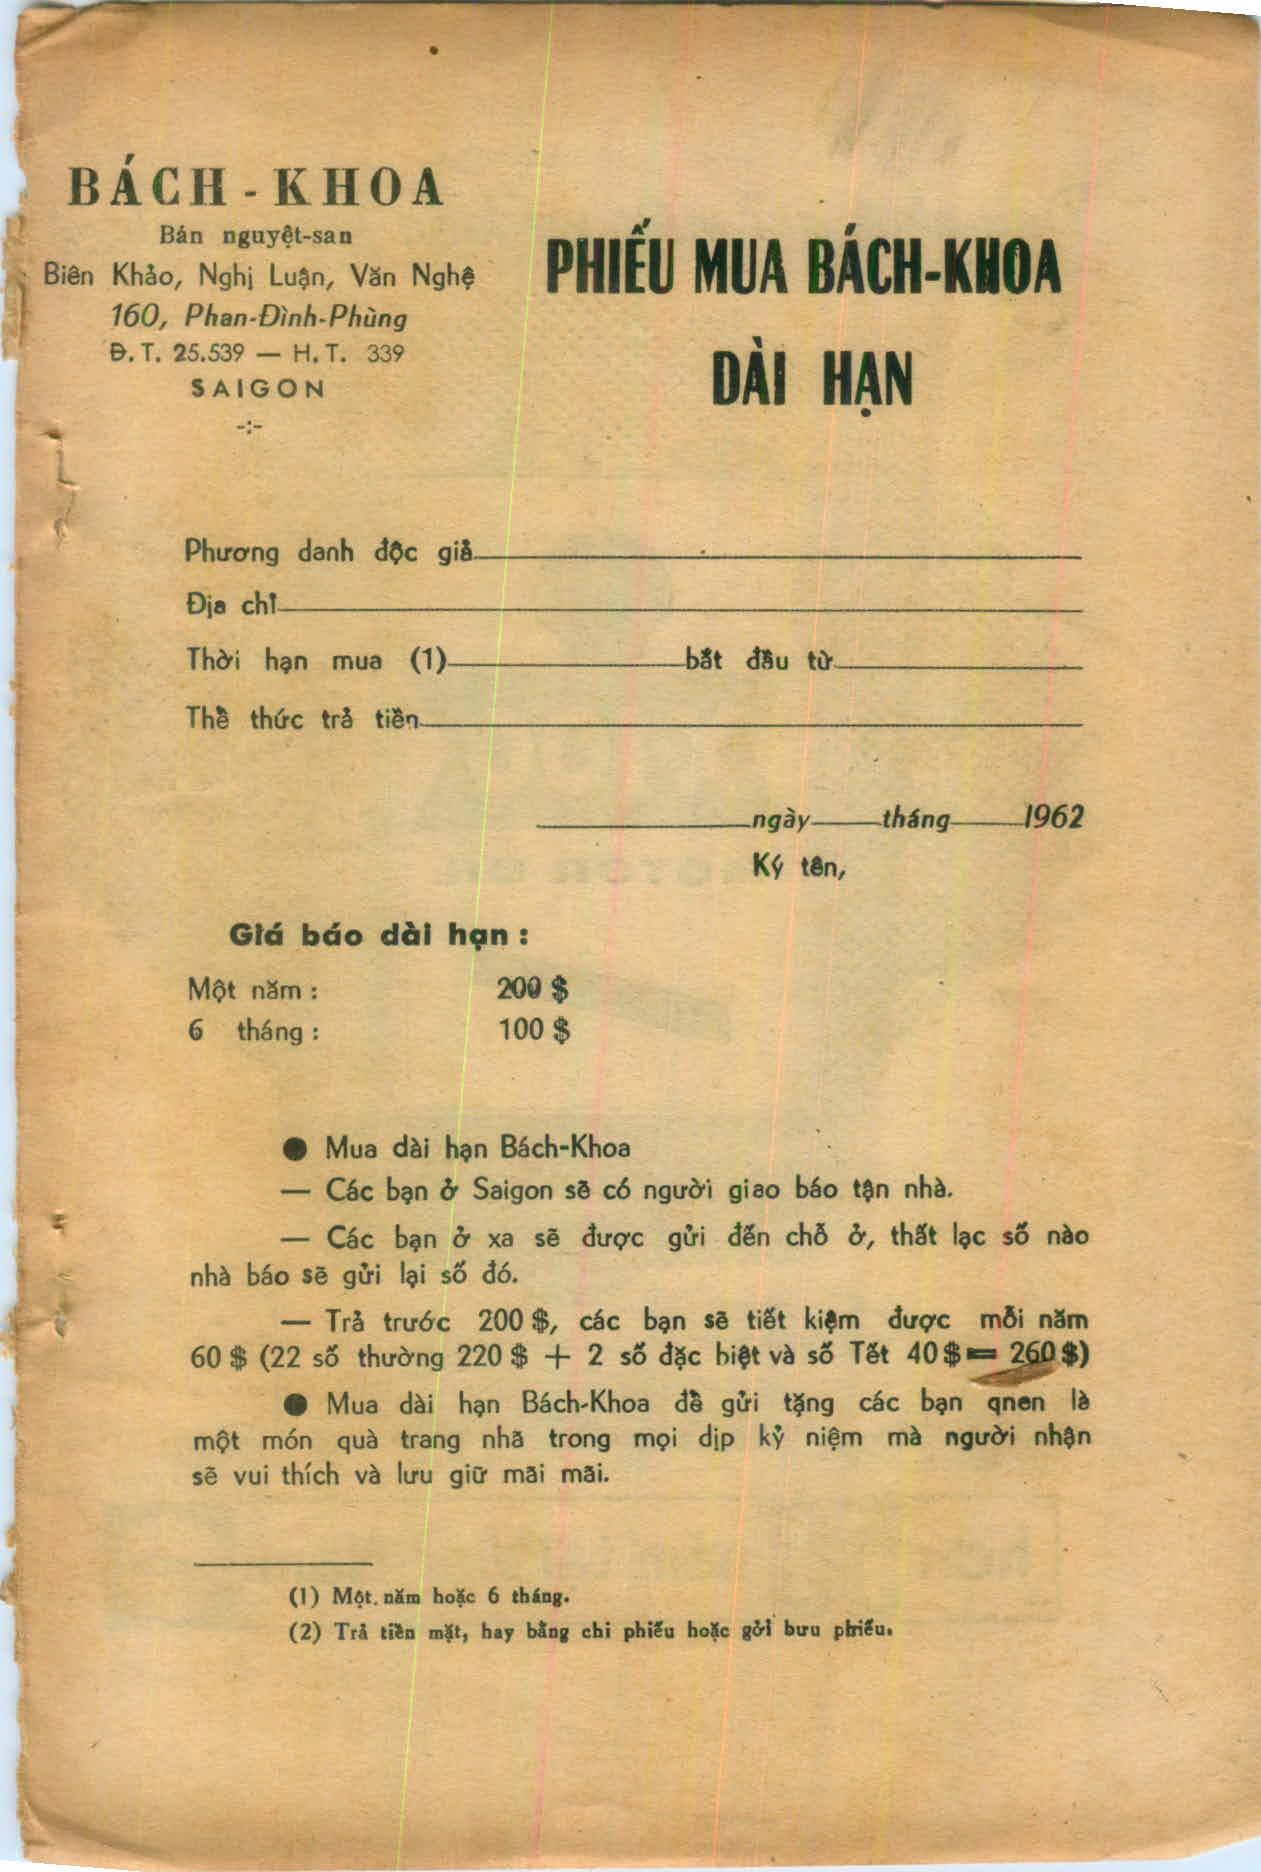 BÁCH - KHOA
Bán nguyệt-san
Biên Khảo, Nghị Luận, Văn Nghệ
160, Phan-Đình-Phùng
Đ.T. 25.539 — H.T. 339
SAIGON
-:-
PHIẾU MUA BÁCH-KHOA
DÀI HẠN
Phương danh độc giả
Địa chỉ
Thời hạn mua (1) bắt đầu từ
Thể thức trả tiền
ngày tháng 1962
Ký tên,
Giá báo dài hạn :
Một năm : 200 $
6 tháng : 100 $
● Mua dài hạn Bách-Khoa
— Các bạn ở Saigon sẽ có người giao báo tận nhà.
— Các bạn ở xa sẽ được gửi đến chỗ ở, thất lạc số nào
nhà báo sẽ gửi lại số đó.
— Trả trước 200 $, các bạn sẽ tiết kiệm được mỗi năm
60 $ (22 số thường 220 $ + 2 số đặc biệt và số Tết 40 $ = 260 $)
● Mua dài hạn Bách-Khoa để gửi tặng các bạn qnen là
một món quà trang nhã trong mọi dịp kỷ niệm mà người nhận
sẽ vui thích và lưu giữ mãi mãi.
(1) Một. năm hoặc 6 tháng.
(2) Trả tiền mặt, hay bằng chi phiếu hoặc gởi bưu phiếu.